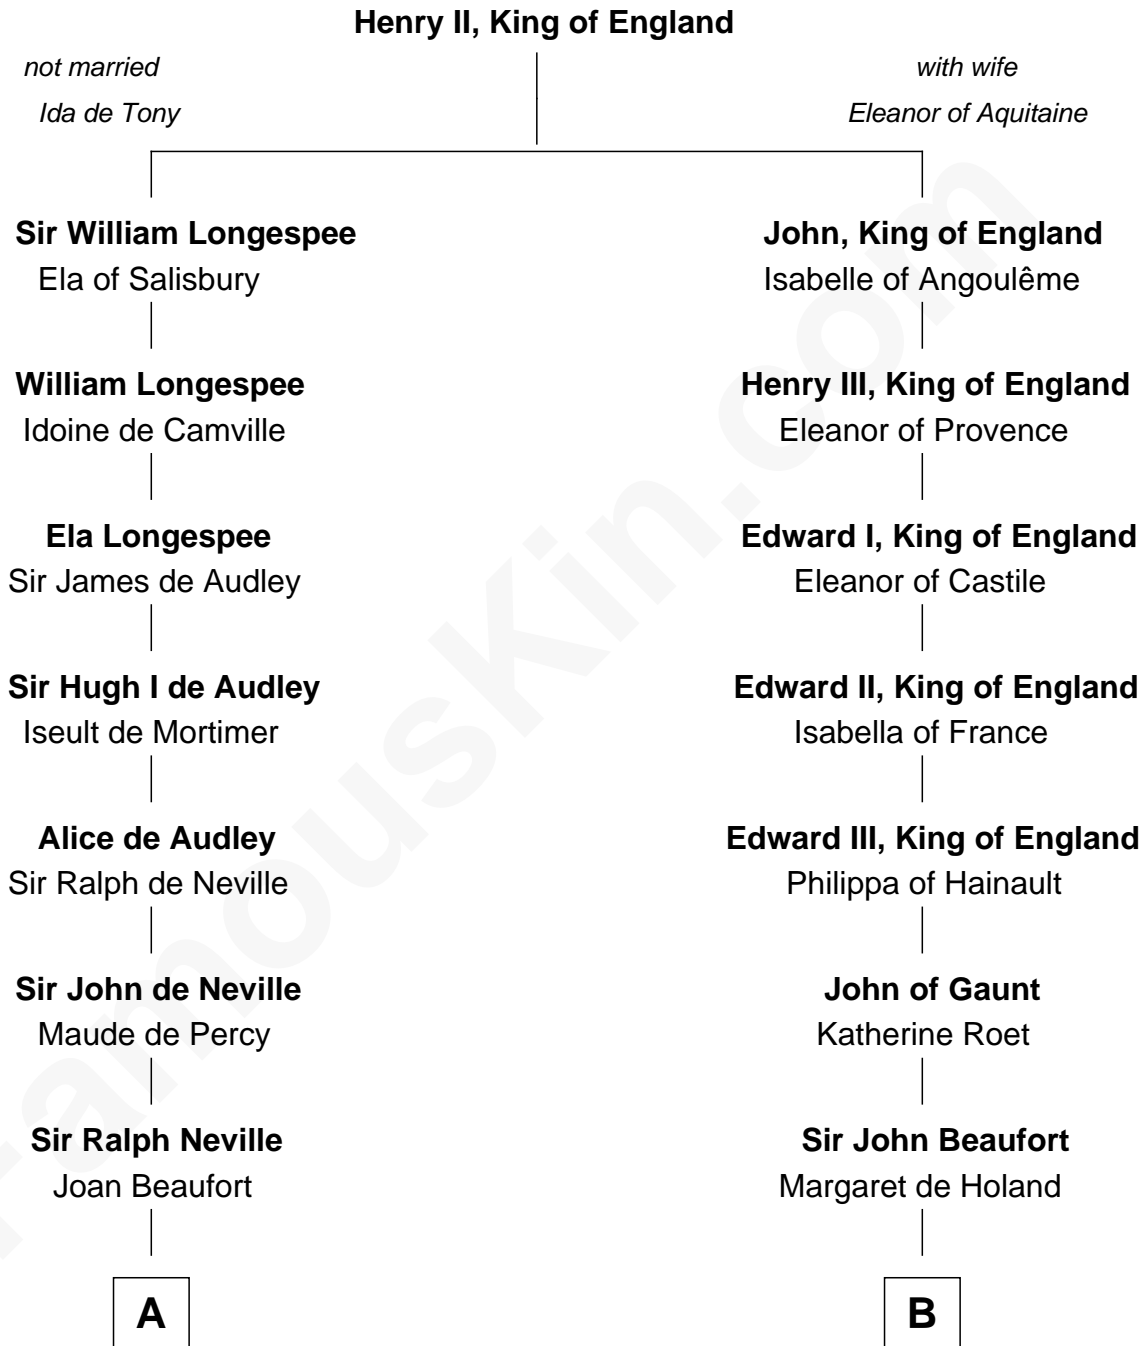 Henry II, King of England
not married
with wife
Ida de Tony
Eleanor of Aquitaine
Sir William Longespee
Ela of Salisbury
John, King of England
Isabelle of Angoulême
William Longespee
Idoine de Camville
Henry III, King of England
Eleanor of Provence
Ela Longespee
Sir James de Audley
Edward I, King of England
Eleanor of Castile
Sir Hugh I de Audley
Iseult de Mortimer
Edward II, King of England
Isabella of France
Alice de Audley
Sir Ralph de Neville
Edward III, King of England
Philippa of Hainault
Sir John de Neville
Maude de Percy
John of Gaunt
Katherine Roet
Sir Ralph Neville
Joan Beaufort
Sir John Beaufort
Margaret de Holand
A
B
FamousKin.com